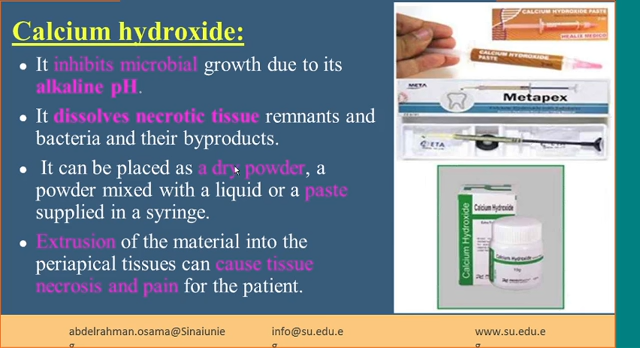 Calcium hydroxide:
• It inhibits microbial growth due to its
alkaline pH.
• It dissolves necrotic tissue remnants and
bacteria and their byproducts.
• It can be placed as a dry powder, a
powder mixed with a liquid or a paste
supplied in a syringe.
• Extrusion of the material into the
periapical tissues can cause tissue
necrosis and pain for the patient.
CALCIUM HYDROXIDE PASTE
CALCIUM HYDROXIDE
PASTE
META
Metapex
META
Calcium Hydroxide
Calcium Hydroxide
Calcium Hydroxide
abdelrahman.osama@Sinaiunie
g
info@su.edu.e
g
www.su.edu.e
g